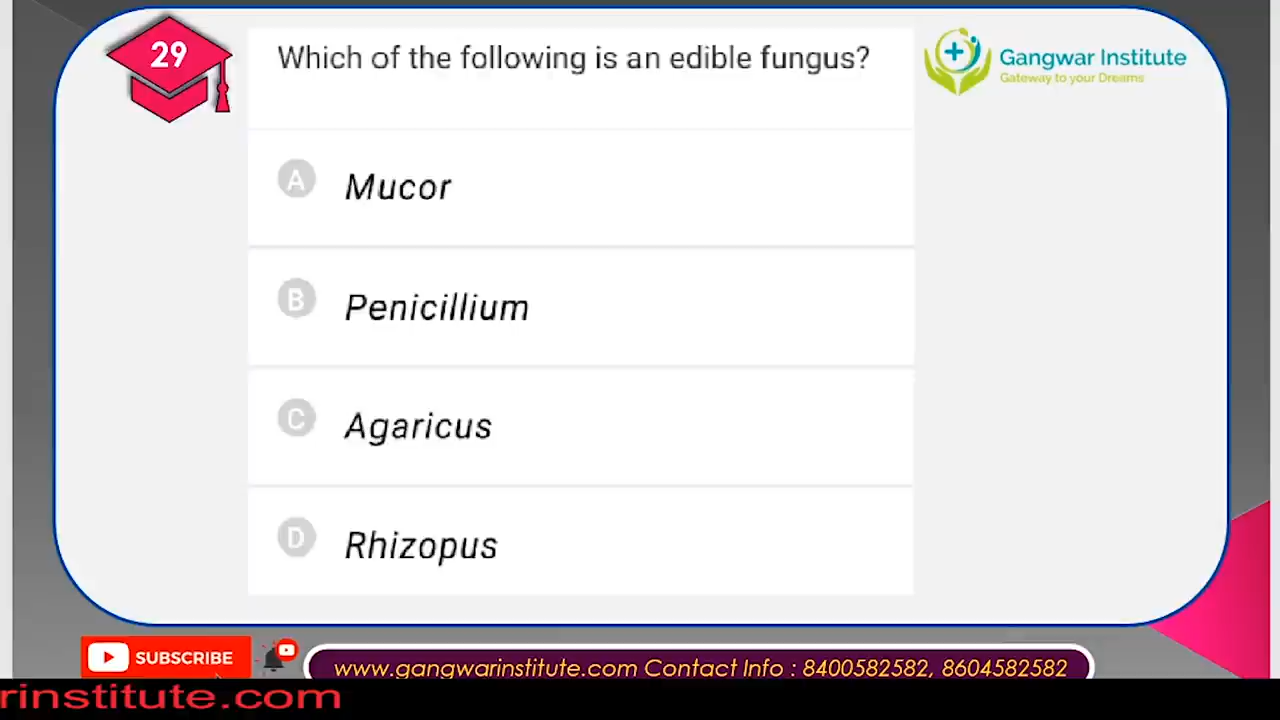 29
Which of the following is an edible fungus?
Gangwar Institute
Gateway to your Dreams
A Mucor
B Penicillium
C Agaricus
D Rhizopus
SUBSCRIBE
www.gangwarinstitute.com Contact Info : 8400582582, 8604582582
rinstitute.com